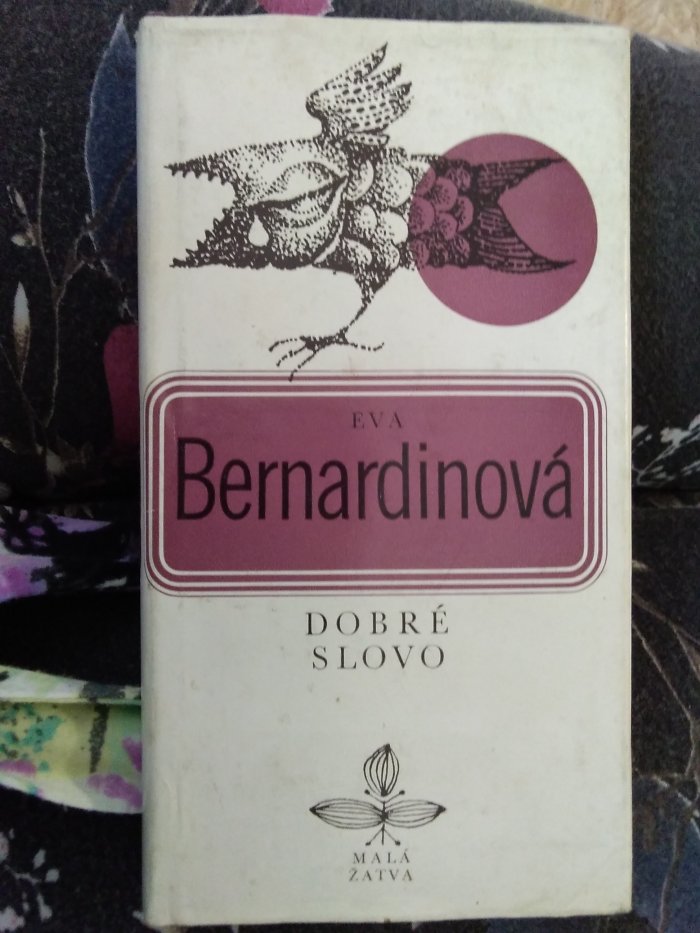 EVA
Bernardinová
DOBRÉ
SLOVO
MALÁ
ŽATVA